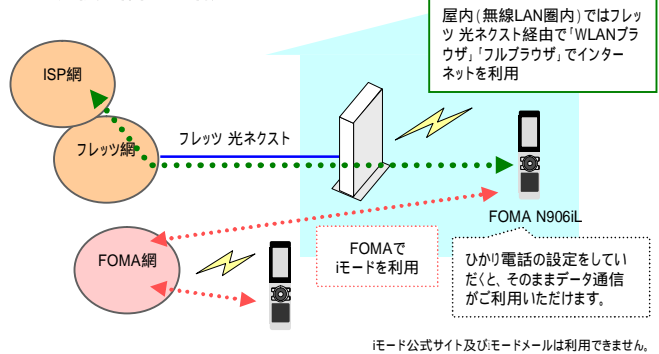 屋内(無線LAN圏内)ではフレッ
ツ 光ネクスト経由で「WLANブラ
ウザ」「フルブラウザ」でインター
ネットを利用
ISP網
フレッツ 光ネクスト
フレッツ網
FOMA N906iL
FOMA網
FOMAで
iモードを利用
ひかり電話の設定をしてい
だくと、そのままデータ通信
がご利用いただけます。
iモード公式サイト及びiモードメールは利用できません。